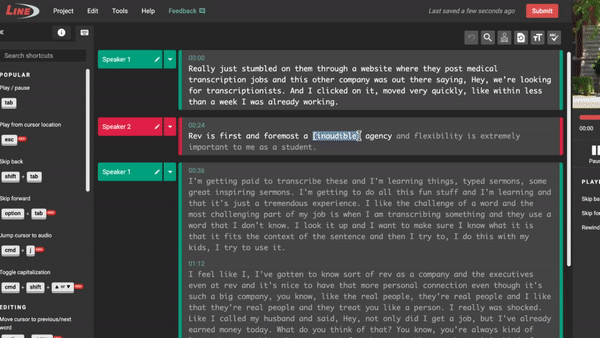 LINE
Project
Edit
Tools
Help
Feedback
Last saved a few seconds ago
Submit
Search shortcuts
POPULAR
Play / pause
tab
Play from cursor location
esc
Skip back
shift + tab
Skip forward
option + tab
Jump cursor to audio
cmd + j
Toggle capitalization
cmd + shift + ▲ or ▼
EDITING
Move cursor to previous/next
word
Speaker 1
00:00
Really just stumbled on them through a website where they post medical
transcription jobs and this other company was out there saying, Hey, we're looking
for transcriptionists. And I clicked on it, moved very quickly, like within less
than a week I was already working.
Speaker 2
02:24
Rev is first and foremost a [inaudible] agency and flexibility is extremely
important to me as a student.
Speaker 1
00:36
I'm getting paid to transcribe these and I'm learning things, typed sermons, some
great inspiring sermons. I'm getting to do all this fun stuff and I'm learning and
that it's just a tremendous experience. I like the challenge of a word and the
most challenging part of my job is when I am transcribing something and they use a
word that I don't know. I look it up and I want to make sure I know what it is
that it fits the context of the sentence and then I try to, I do this with my
kids, I try to use it.
01:12
I feel like I, I've gotten to know sort of rev as a company and the executives
even at rev and it's nice to have that more personal connection even though it's
such a big company, you know, like the real people, they're real people and I like
that they're real people and they treat you like a person. I really was shocked.
Like I called my husband and said, Hey, not only did I get a job, but I've already
earned money today. What do you think of that? You know, you're always kind of
Paus
PLAYER
Skip ba
Skip for
Rewind